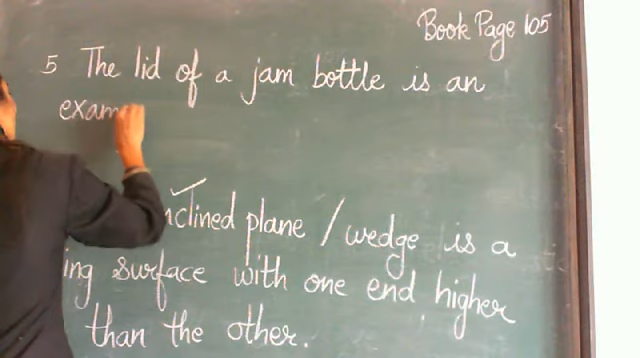 Book Page 105
5 The lid of a jam bottle is an
exam
nclined plane / wedge is a
ing surface with one end higher
than the other.